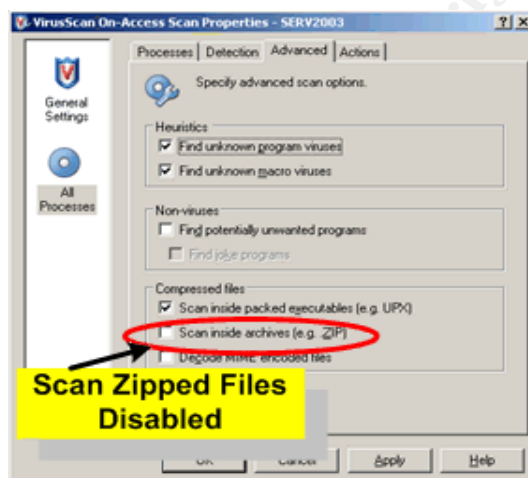 VirusScan On-Access Scan Properties - SERV2003
Processes
Detection
Advanced
Actions
General
Settings
All
Processes
Specify advanced scan options.
Heuristics
Find unknown program viruses
Find unknown macro viruses
Non-viruses
Find potentially unwanted programs
Find joke programs
Compressed files
Scan inside packed executables (e.g. UPX)
Scan inside archives (e.g. .ZIP)
Decode MIME encoded files
Scan Zipped Files
Disabled
OK
Cancel
Apply
Help